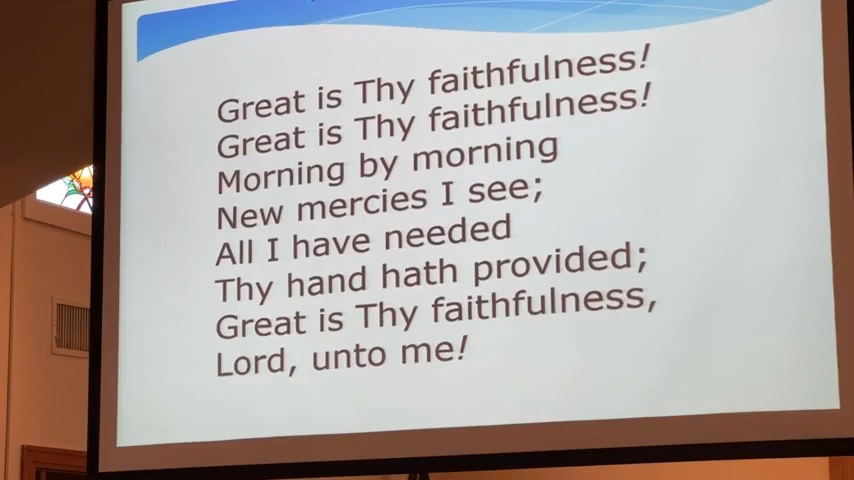 Great is Thy faithfulness!
Great is Thy faithfulness!
Morning by morning
New mercies I see;
All I have needed
Thy hand hath provided;
Great is Thy faithfulness,
Lord, unto me!